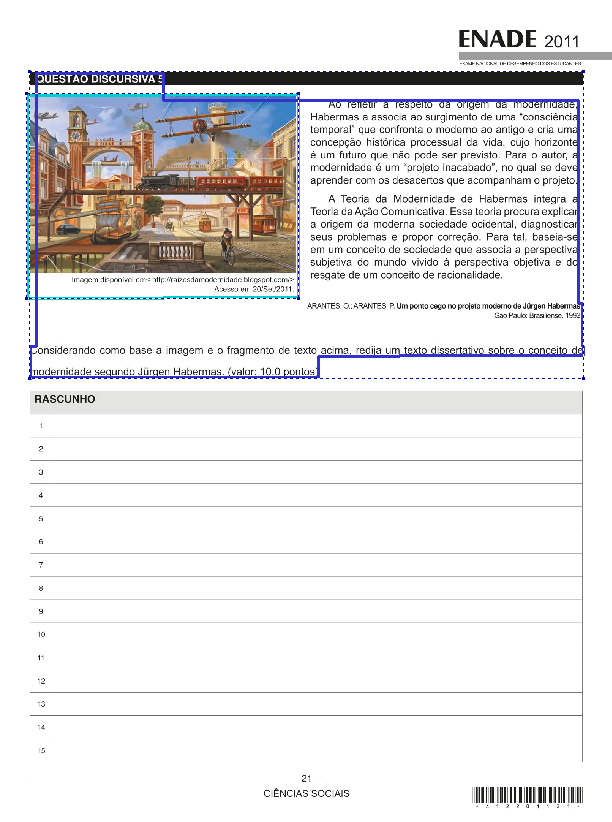 ENADE 2011
EXAME NACIONAL DE DESEMPENHO DOS ESTUDANTES
QUESTÃO DISCURSIVA 5
Ao refletir a respeito da origem da modernidade,
Habermas a associa ao surgimento de uma “consciência
temporal” que confronta o moderno ao antigo e cria uma
concepção histórica processual da vida, cujo horizonte
é um futuro que não pode ser previsto. Para o autor, a
modernidade é um “projeto inacabado”, no qual se deve
aprender com os desacertos que acompanham o projeto.
A Teoria da Modernidade de Habermas integra a
Teoria da Ação Comunicativa. Essa teoria procura explicar
a origem da moderna sociedade ocidental, diagnosticar
seus problemas e propor correção. Para tal, baseia-se
em um conceito de sociedade que associa a perspectiva
subjetiva do mundo vivido à perspectiva objetiva e do
resgate de um conceito de racionalidade.
Imagem disponível em:< http://raizesdamodernidade.blogspot.com/>
Acesso em 20/Set/2011.
ARANTES, O.; ARANTES, P. Um ponto cego no projeto moderno de Jürgen Habermas.
São Paulo: Brasiliense, 1992
Considerando como base a imagem e o fragmento de texto acima, redija um texto dissertativo sobre o conceito de
modernidade segundo Jürgen Habermas. (valor: 10,0 pontos)
RASCUNHO
1
2
3
4
5
6
7
8
9
10
11
12
13
14
15
21
CIÊNCIAS SOCIAIS